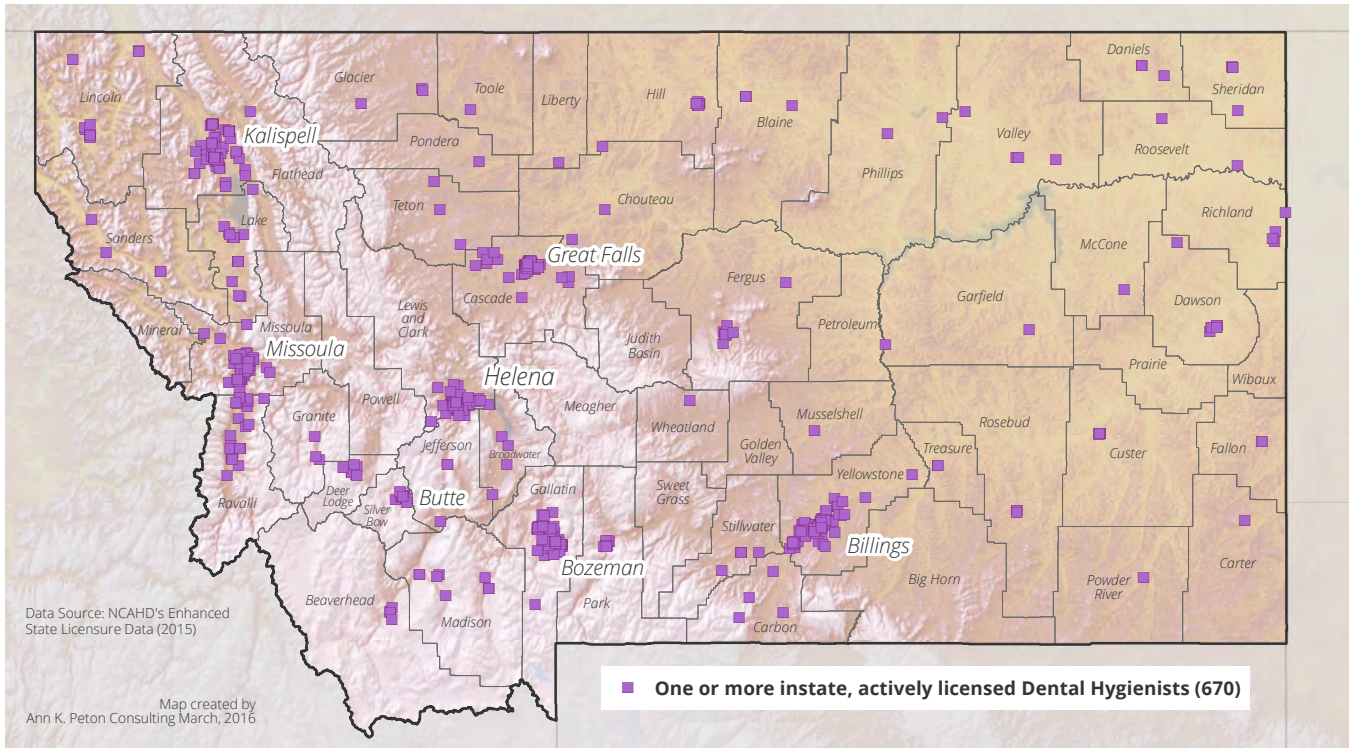 Daniels
Sheridan
Glacier
Toole
Liberty
Hill
Blaine
Lincoln
Kalispell
Pondera
Valley
Roosevelt
Flathead
Phillips
Teton
Chouteau
Richland
Lake
Sanders
McCone
Great Falls
Fergus
Cascade
Garfield
Dawson
Lewis
and
Clark
Mineral
Missoula
Petroleum
Judith
Basin
Missoula
Prairie
Wibaux
Helena
Powell
Meagher
Granite
Wheatland
Musselshell
Rosebud
Jefferson
Broadwater
Golden
Valley
Treasure
Custer
Fallon
Yellowstone
Butte
Gallatin
Sweet
Grass
Deer
Lodge
Ravalli
Silver
Bow
Stillwater
Billings
Bozeman
Carter
Big Horn
Powder
River
Beaverhead
Park
Madison
Carbon
Data Source: NCAHD's Enhanced
State Licensure Data (2015)
One or more instate, actively licensed Dental Hygienists (670)
Map created by
Ann K. Peton Consulting March, 2016